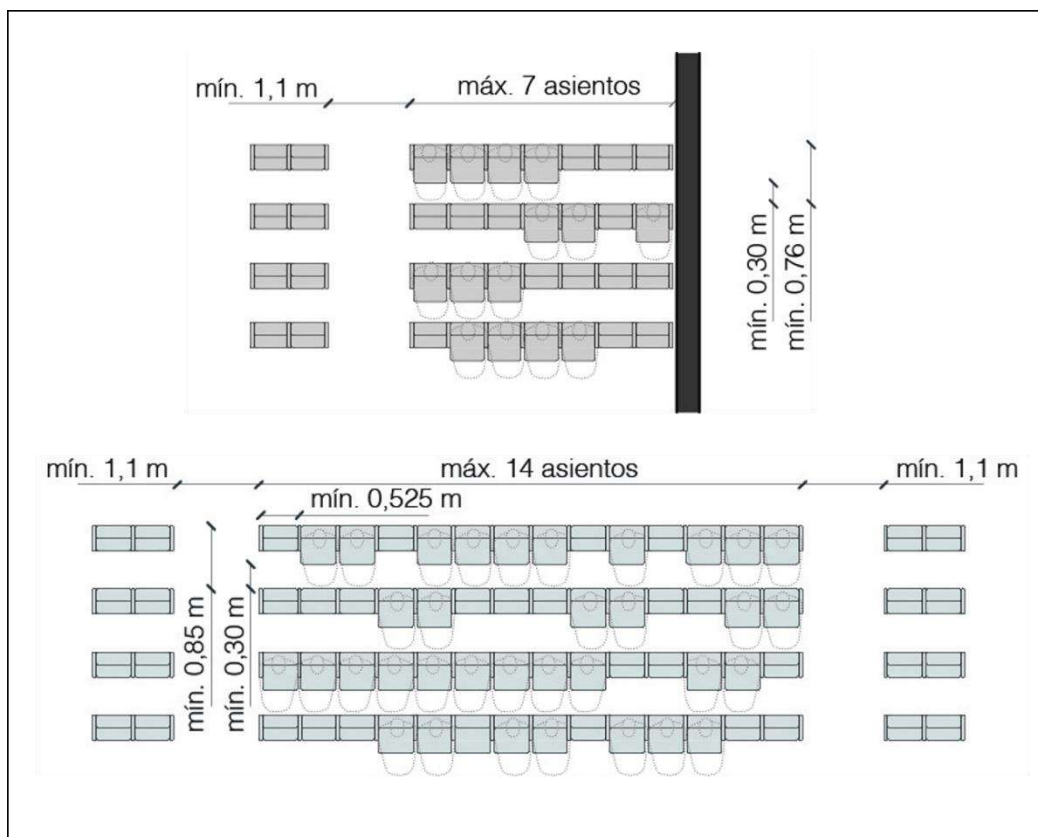 mín. 1,1 m
máx. 7 asientos
mín. 0,30 m
mín. 0,76 m
mín. 1,1 m
máx. 14 asientos
mín. 1,1 m
mín. 0,525 m
mín. 0,85 m
mín. 0,30 m